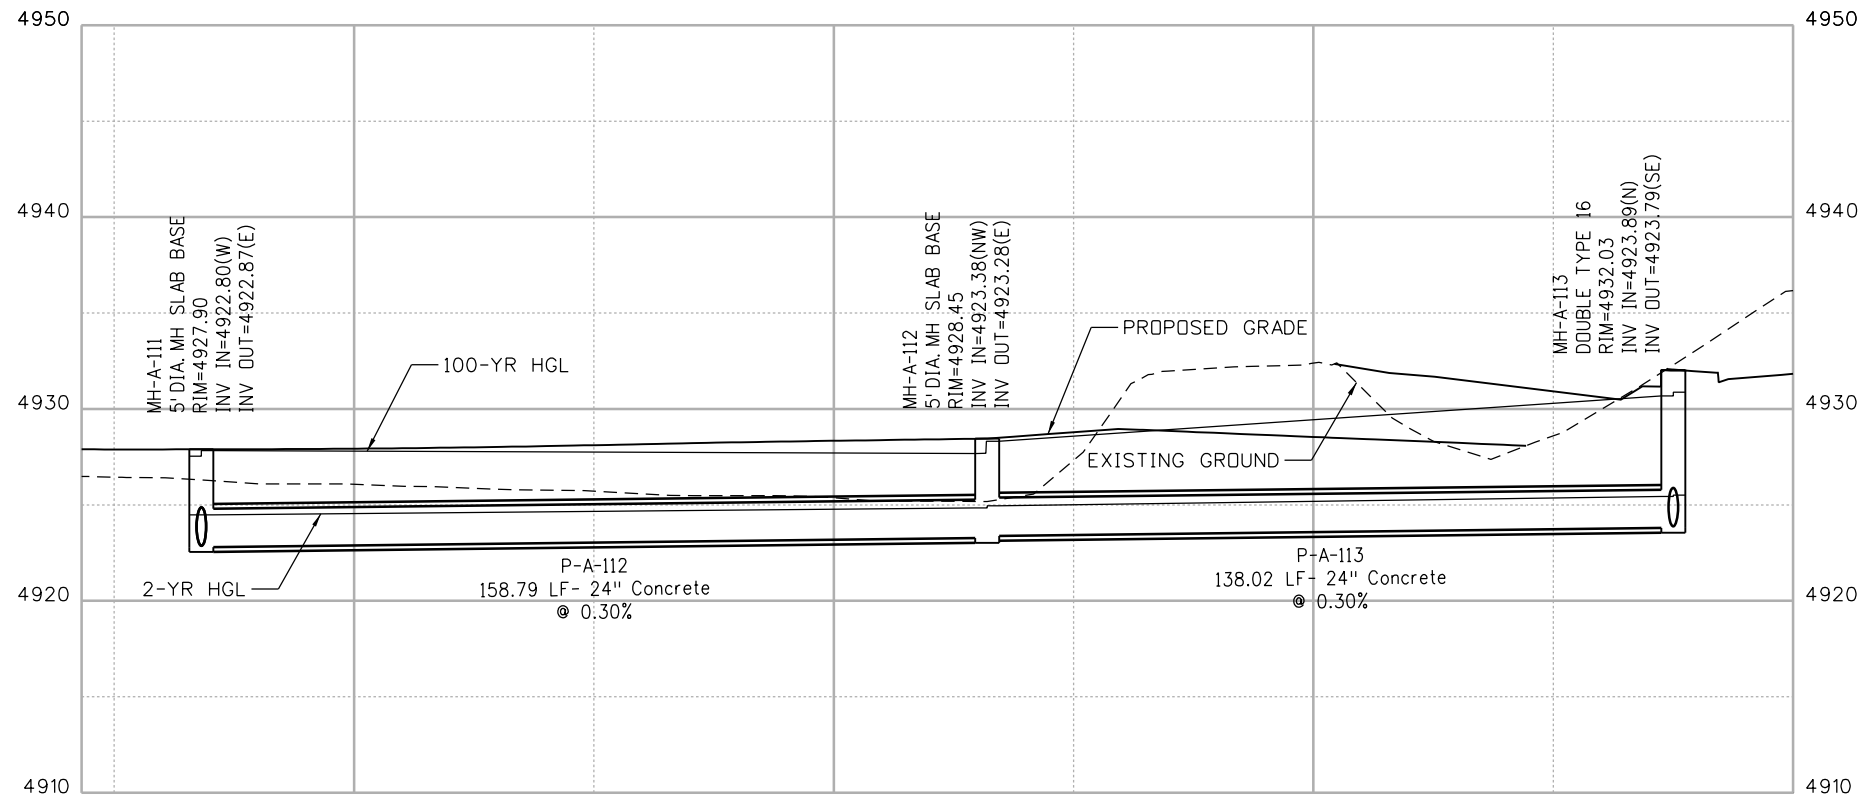 4950
4950
4940
4940
4930
4930
4920
4920
4910
4910
MH-A-111
5' DIA. MH SLAB BASE
RIM=4927.90
INV IN=4922.80(W)
INV OUT=4922.87(E)
MH-A-112
5' DIA. MH SLAB BASE
RIM=4928.45
INV IN=4923.38(NW)
INV OUT=4923.28(E)
MH-A-113
DOUBLE TYPE 16
RIM=4932.03
INV IN=4923.89(N)
INV OUT=4923.79(SE)
PROPOSED GRADE
100-YR HGL
EXISTING GROUND
2-YR HGL
P-A-112
158.79 LF- 24" Concrete
@ 0.30%
P-A-113
138.02 LF- 24" Concrete
@ 0.30%